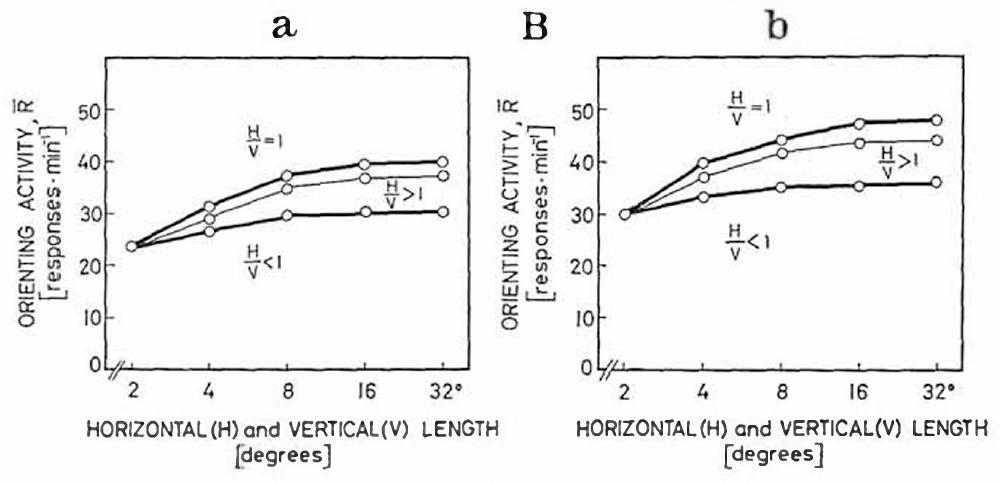 a
B
b
ORIENTING ACTIVITY, R̅
[responses·min⁻¹]
50
40
30
20
10
0
H/V = 1
H/V > 1
H/V < 1
2 4 8 16 32°
HORIZONTAL (H) and VERTICAL (V) LENGTH
[degrees]
ORIENTING ACTIVITY, R̅
[responses·min⁻¹]
50
40
30
20
10
0
H/V = 1
H/V > 1
H/V < 1
2 4 8 16 32°
HORIZONTAL (H) and VERTICAL (V) LENGTH
[degrees]